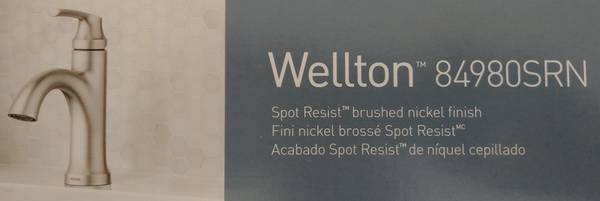 Wellton™ 84980SRN
Spot Resist™ brushed nickel finish
Fini nickel brossé Spot Resist ᴹᶜ
Acabado Spot Resist™ de níquel cepillado